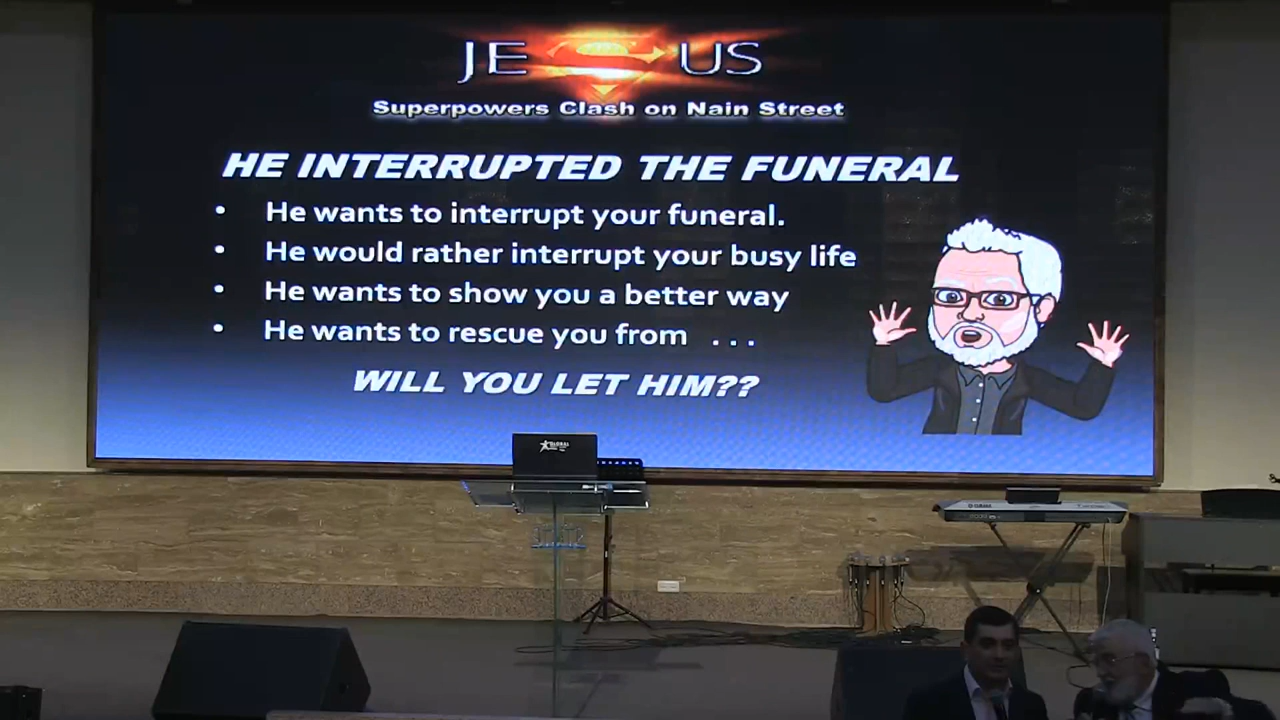 JESUS
Superpowers Clash on Nain Street
HE INTERRUPTED THE FUNERAL
• He wants to interrupt your funeral.
• He would rather interrupt your busy life
• He wants to show you a better way
• He wants to rescue you from ...
WILL YOU LET HIM??
GLOBAL
YAMAHA